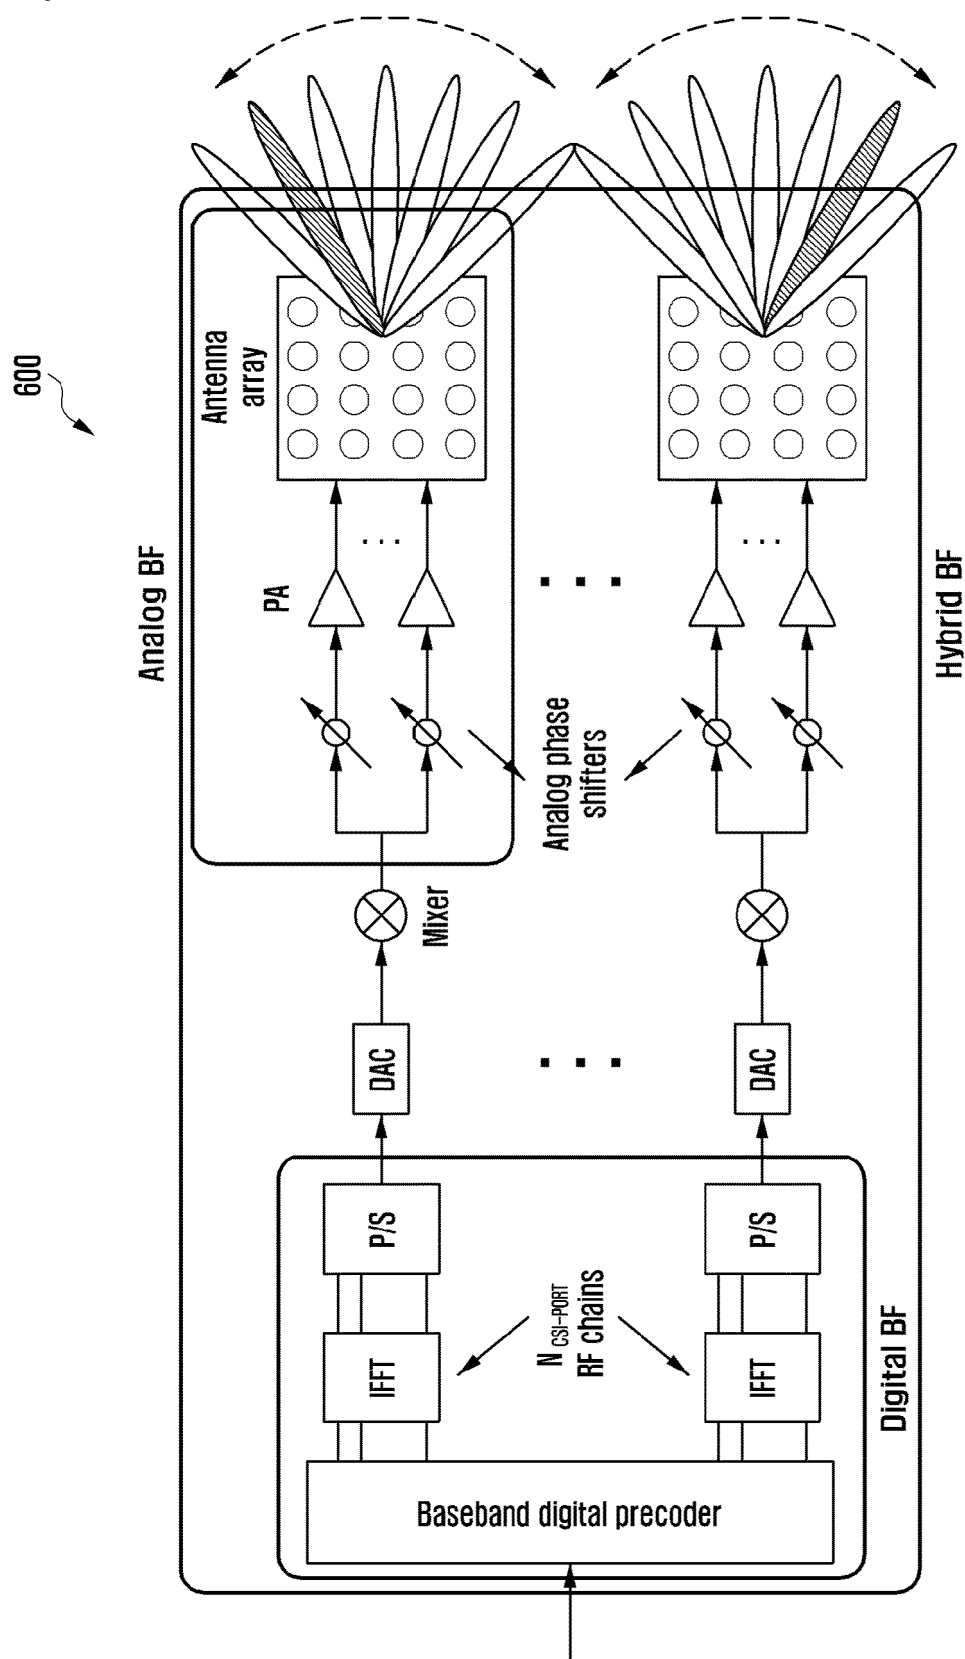 600
Analog BF
Antenna
array
PA
. . .
. . .
Hybrid BF
Analog phase
shifters
Mixer
DAC
DAC
P/S
P/S
N CSI-PORT
RF chains
IFFT
IFFT
Digital BF
Baseband digital precoder